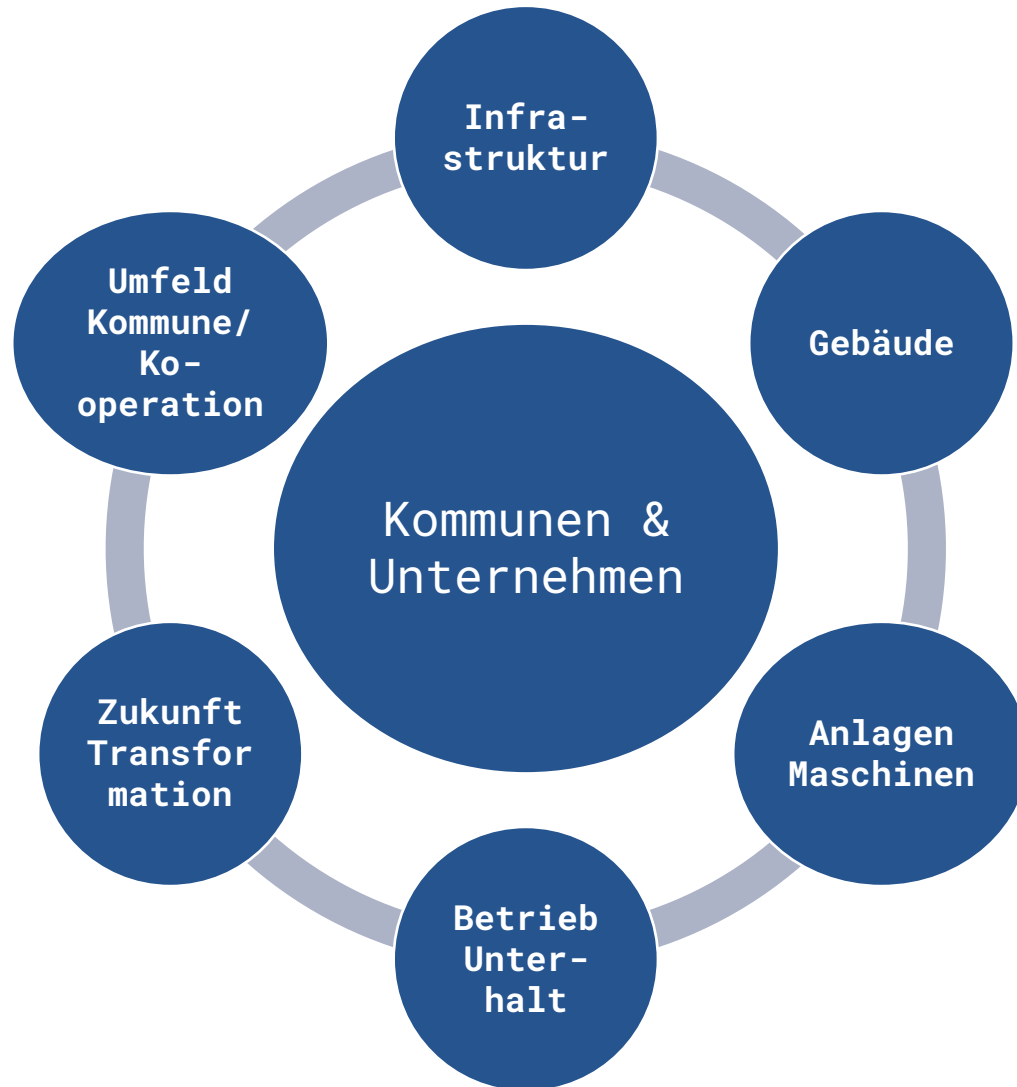 Infra-
struktur
Gebäude
Anlagen
Maschinen
Betrieb
Unter-
halt
Zukunft
Transfor
mation
Umfeld
Kommune/
Ko-
operation
Kommunen &
Unternehmen